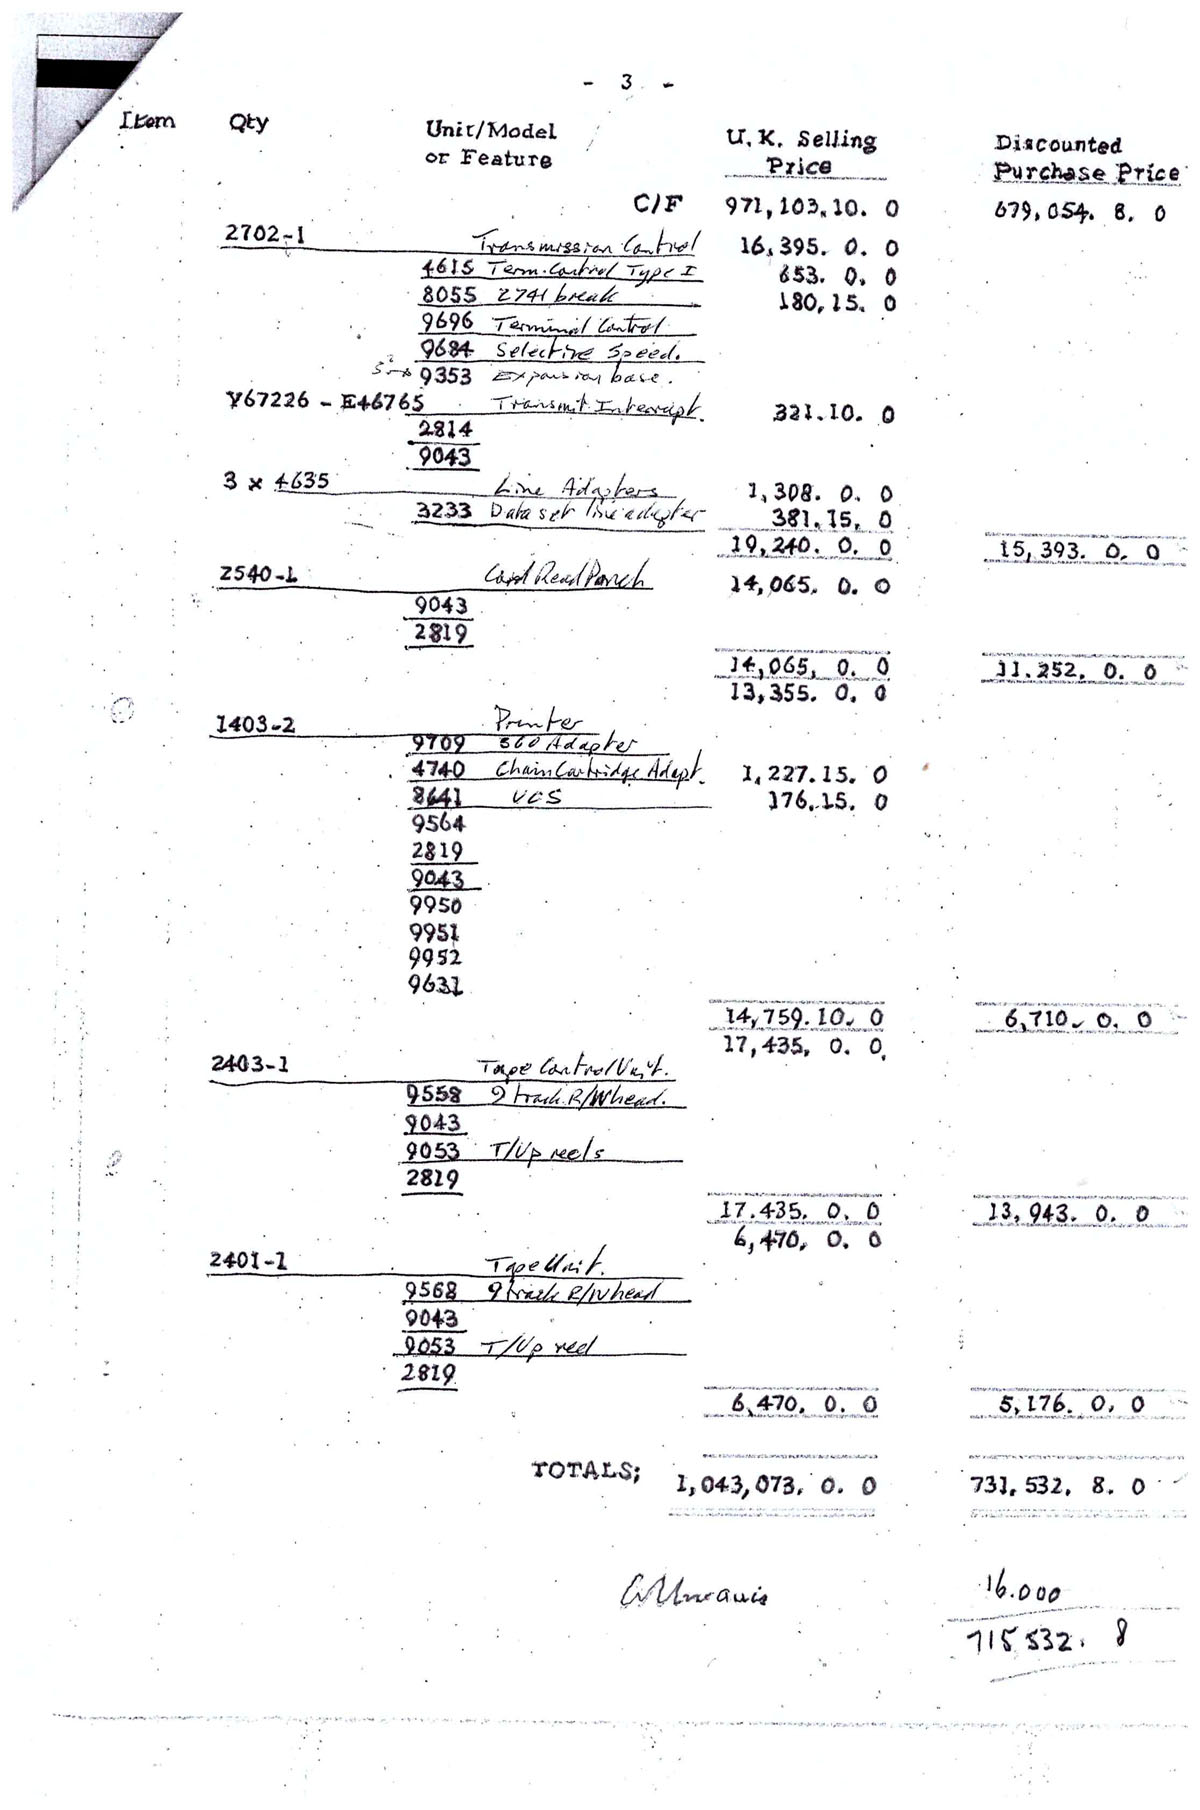 - 3 -
Item Qty Unit/Model or Feature U. K. Selling Price Discounted Purchase Price
C/F 971,103.10. 0 679,054. 8. 0
2702-1 Transmission Control 16,395. 0. 0
4615 Term. Control Type I 653. 0. 0
8055 2741 break 180,15. 0
9696 Terminal Control
9684 Selective Speed.
9353 Expansion base.
Y67226 - E46765 Transmit Interrupt. 321.10. 0
2814
9043
3 x 4635 Line Adapters 1,308. 0. 0
3233 Data set line adapter 381.15. 0
19,240. 0. 0 15,393. 0. 0
2540-1 Card Read Punch 14,065. 0. 0
9043
2819
14,065, 0. 0 11.252. 0. 0
13,355. 0. 0
1403-2 Printer
9709 360 Adapter
4740 Chain Cartridge Adapt. 1,227.15. 0
8641 UCS 176.15. 0
9564
2819
9043
9950
9951
9952
9631
14,759.10. 0 6,710. 0. 0
17,435, 0. 0
2403-1 Tape Control Unit.
9558 9 track R/W head.
9043
9053 T/Up reels
2819
17.435. 0. 0 13,943. 0. 0
6,470. 0. 0
2401-1 Tape Unit.
9568 9 track R/W head
9043
9053 T/Up reel
2819
6,470. 0. 0 5,176. 0. 0
TOTALS; 1,043,073. 0. 0 731,532. 8. 0
16.000
715 532. 8